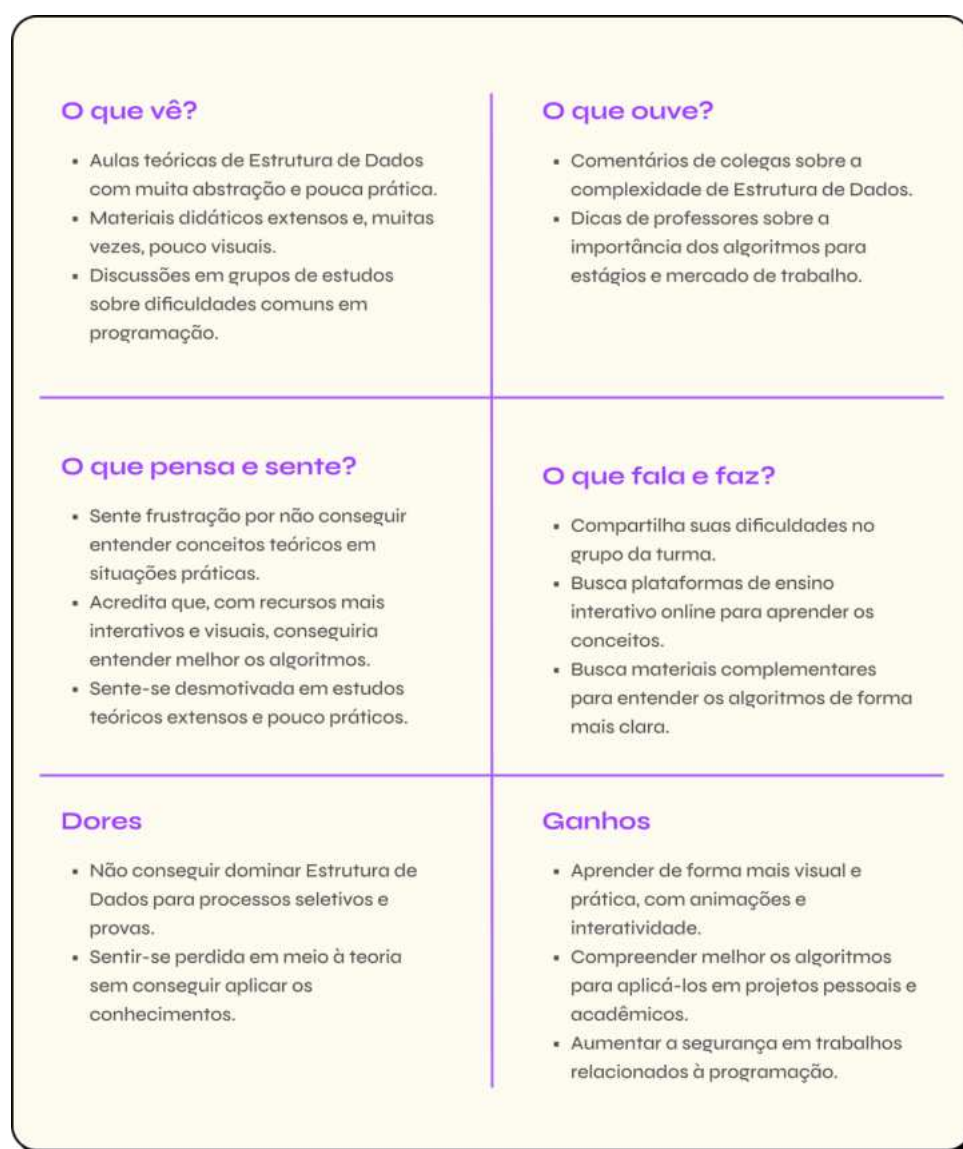 O que vê?
• Aulas teóricas de Estrutura de Dados
com muita abstração e pouca prática.
• Materiais didáticos extensos e, muitas
vezes, pouco visuais.
• Discussões em grupos de estudos
sobre dificuldades comuns em
programação.
O que ouve?
• Comentários de colegas sobre a
complexidade de Estrutura de Dados.
• Dicas de professores sobre a
importância dos algoritmos para
estágios e mercado de trabalho.
O que pensa e sente?
• Sente frustração por não conseguir
entender conceitos teóricos em
situações práticas.
• Acredita que, com recursos mais
interativos e visuais, conseguiria
entender melhor os algoritmos.
• Sente-se desmotivada em estudos
teóricos extensos e pouco práticos.
O que fala e faz?
• Compartilha suas dificuldades no
grupo da turma.
• Busca plataformas de ensino
interativo online para aprender os
conceitos.
• Busca materiais complementares
para entender os algoritmos de forma
mais clara.
Dores
• Não conseguir dominar Estrutura de
Dados para processos seletivos e
provas.
• Sentir-se perdida em meio à teoria
sem conseguir aplicar os
conhecimentos.
Ganhos
• Aprender de forma mais visual e
prática, com animações e
interatividade.
• Compreender melhor os algoritmos
para aplicá-los em projetos pessoais e
acadêmicos.
• Aumentar a segurança em trabalhos
relacionados à programação.